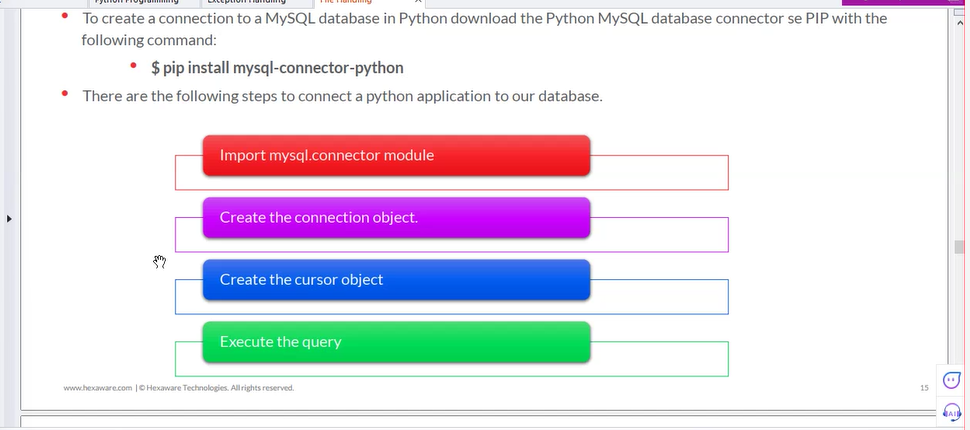 Python Programming Exception Handling File Handling
To create a connection to a MySQL database in Python download the Python MySQL database connector se PIP with the
following command:
$ pip install mysql-connector-python
There are the following steps to connect a python application to our database.
Import mysql.connector module
Create the connection object.
Create the cursor object
Execute the query
www.hexaware.com | © Hexaware Technologies. All rights reserved. 15
AI